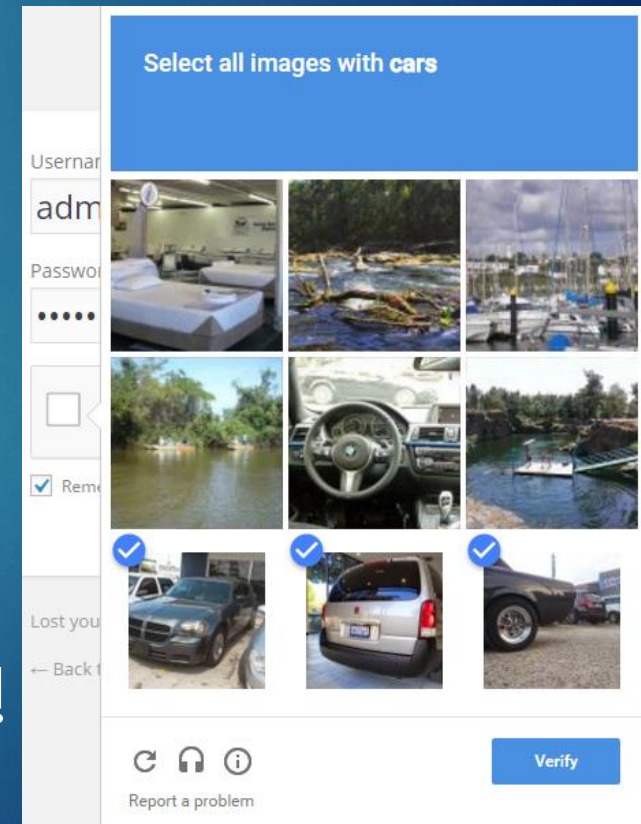 Select all images with cars
Usernar
adm
Passwor
•••••
Reme
Lost you
← Back t
!
Verify
Report a problem